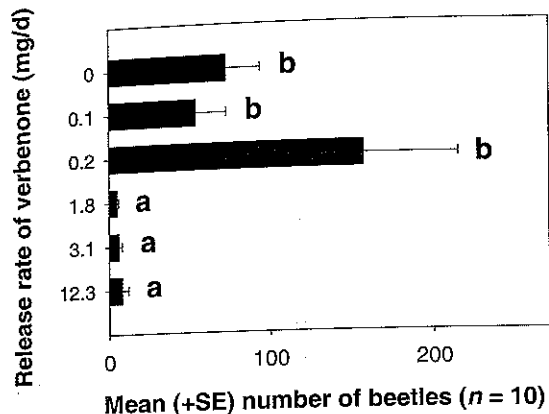 Release rate of verbenone (mg/d)
0 b
0.1 b
0.2 b
1.8 a
3.1 a
12.3 a
0 100 200
Mean (+SE) number of beetles (n = 10)